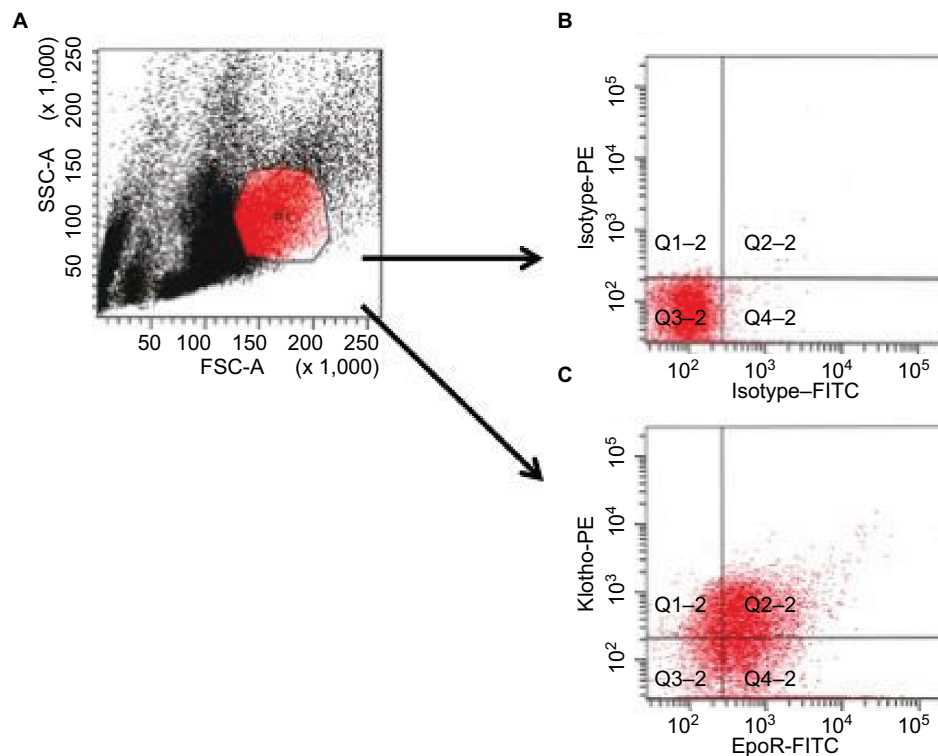 A
SSC-A (x 1,000)
250
200
150
100
50
50 100 150 200 250
FSC-A (x 1,000)
B
Isotype-PE
10⁵
10⁴
10³
10²
Q1–2 Q2–2
Q3–2 Q4–2
10² 10³ 10⁴ 10⁵
Isotype–FITC
C
Klotho-PE
10⁵
10⁴
10³
10²
Q1–2 Q2–2
Q3–2 Q4–2
10² 10³ 10⁴ 10⁵
EpoR-FITC